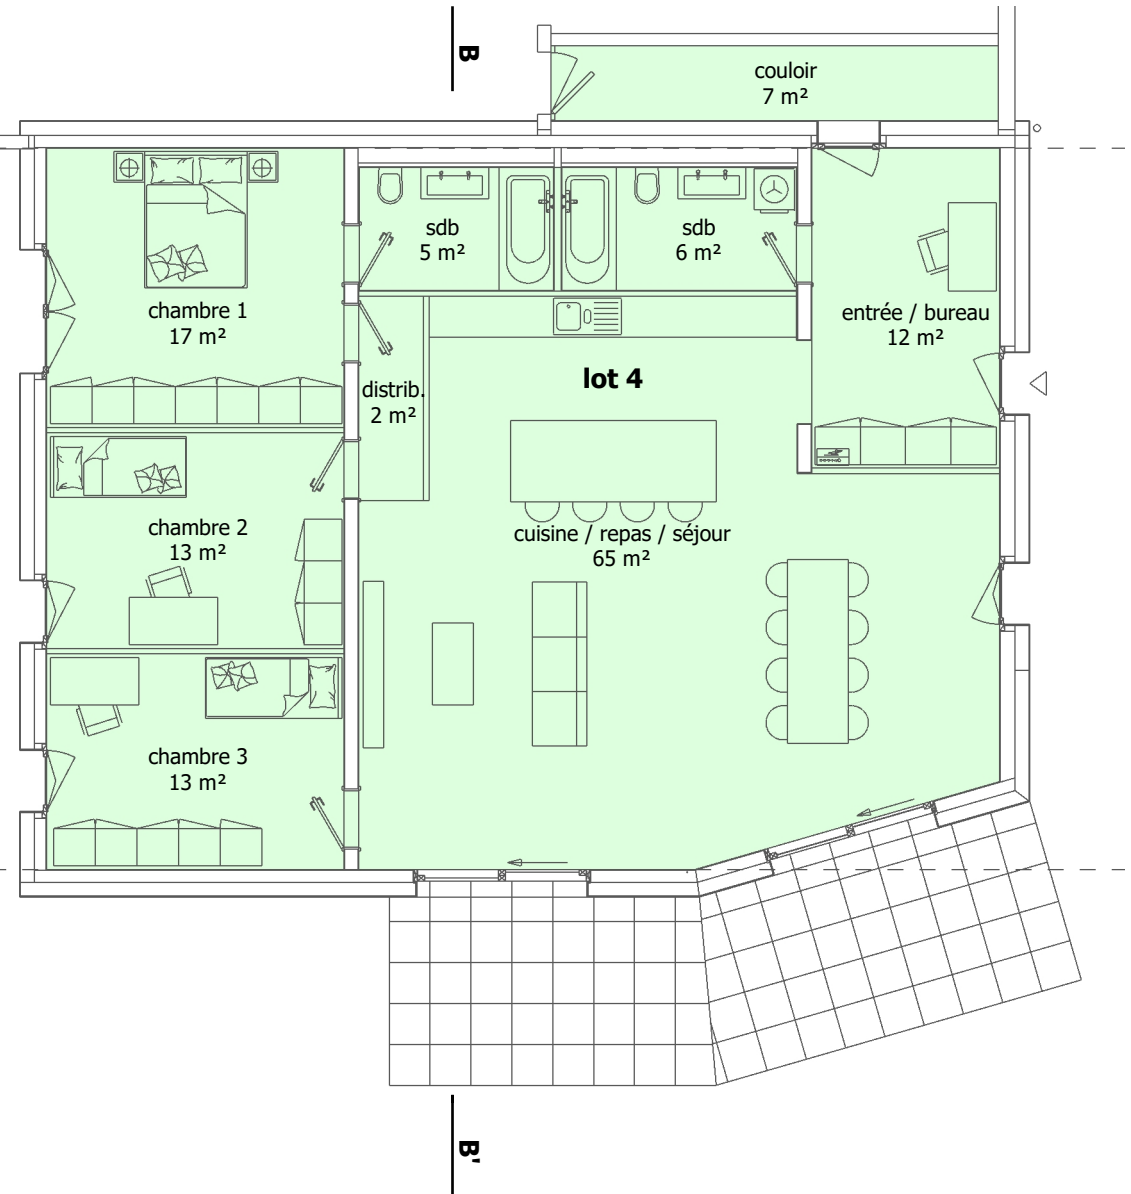 B
couloir
7 m²
sdb
5 m²
sdb
6 m²
chambre 1
17 m²
entrée / bureau
12 m²
lot 4
distrib.
2 m²
chambre 2
13 m²
cuisine / repas / séjour
65 m²
chambre 3
13 m²
B'